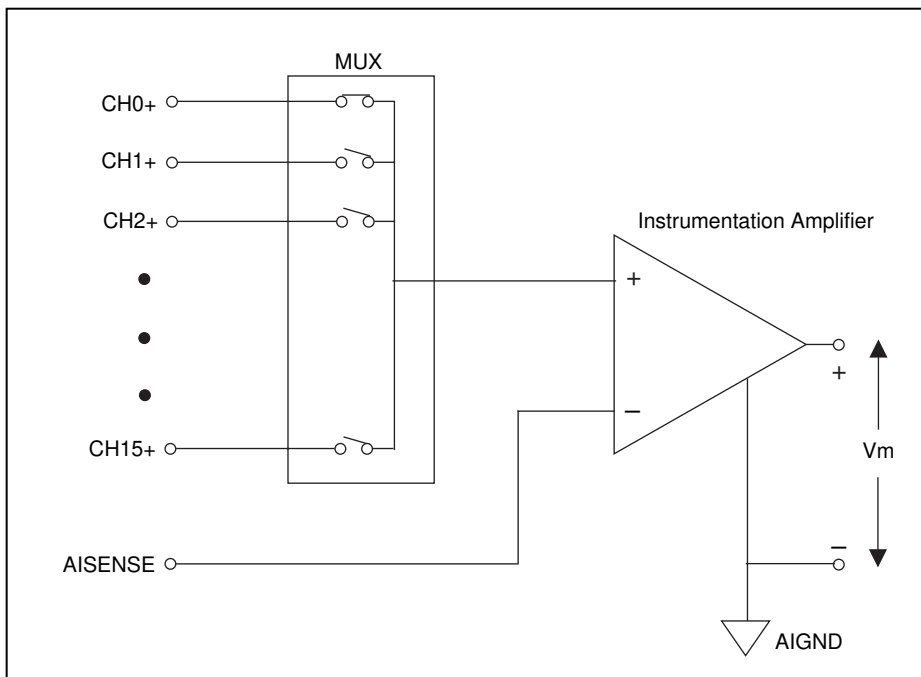 MUX
CH0+
CH1+
CH2+
Instrumentation Amplifier
+
+
−
CH15+
Vm
AISENSE
−
AIGND